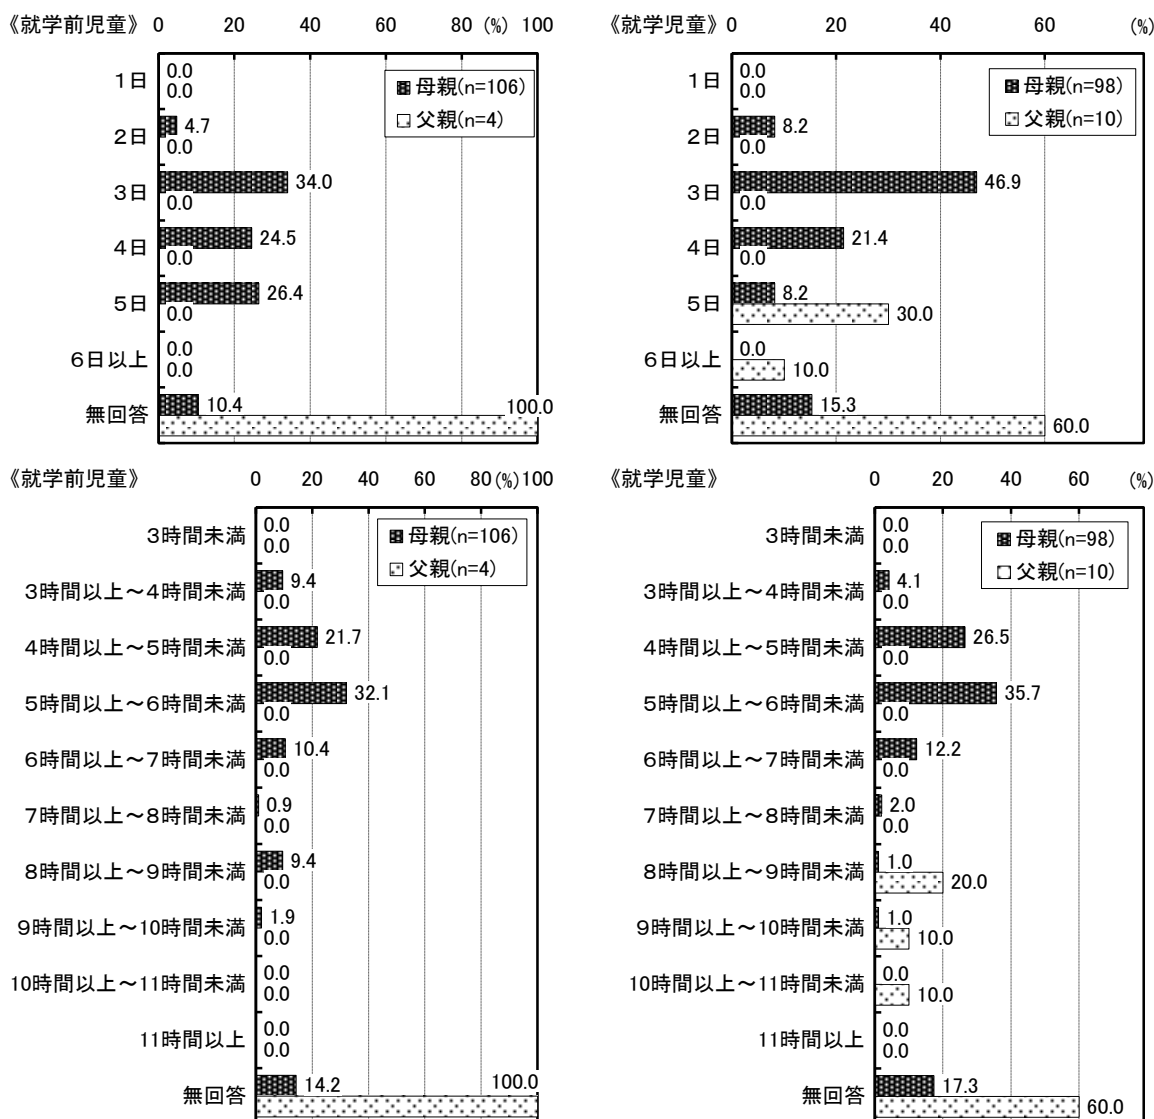 《就学前児童》 0 20 40 60 80 (%) 100
■ 母親(n=106)
□ 父親(n=4)
1日 0.0 0.0
2日 4.7 0.0
3日 34.0 0.0
4日 24.5 0.0
5日 26.4 0.0
6日以上 0.0 0.0
無回答 10.4 100.0
《就学児童》 0 20 40 60 (%)
■ 母親(n=98)
□ 父親(n=10)
1日 0.0 0.0
2日 8.2 0.0
3日 46.9 0.0
4日 21.4 0.0
5日 8.2 30.0
6日以上 0.0 10.0
無回答 15.3 60.0
《就学前児童》 0 20 40 60 80 (%) 100
■ 母親(n=106)
□ 父親(n=4)
3時間未満 0.0 0.0
3時間以上～4時間未満 9.4 0.0
4時間以上～5時間未満 21.7 0.0
5時間以上～6時間未満 32.1 0.0
6時間以上～7時間未満 10.4 0.0
7時間以上～8時間未満 0.9 0.0
8時間以上～9時間未満 9.4 0.0
9時間以上～10時間未満 1.9 0.0
10時間以上～11時間未満 0.0 0.0
11時間以上 0.0 0.0
無回答 14.2 100.0
《就学児童》 0 20 40 60 (%)
■ 母親(n=98)
□ 父親(n=10)
3時間未満 0.0 0.0
3時間以上～4時間未満 4.1 0.0
4時間以上～5時間未満 26.5 0.0
5時間以上～6時間未満 35.7 0.0
6時間以上～7時間未満 12.2 0.0
7時間以上～8時間未満 2.0 0.0
8時間以上～9時間未満 1.0 20.0
9時間以上～10時間未満 1.0 10.0
10時間以上～11時間未満 0.0 10.0
11時間以上 0.0 0.0
無回答 17.3 60.0